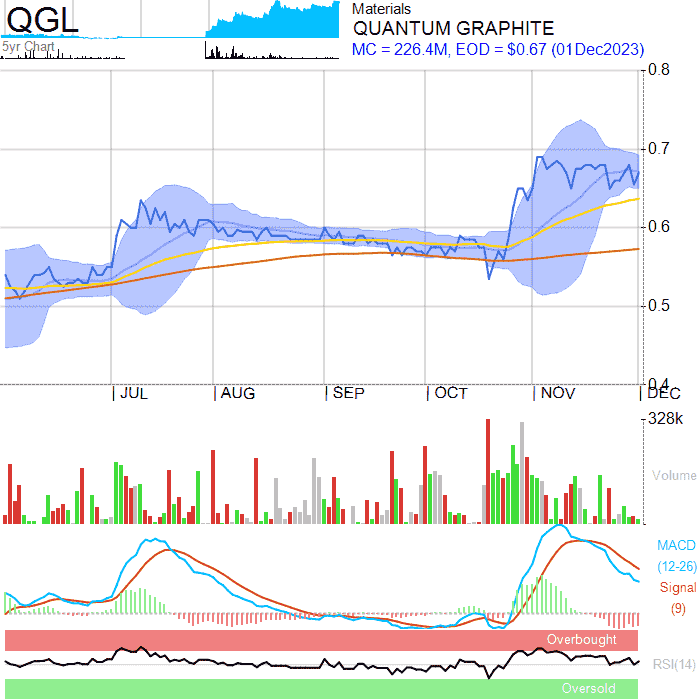 QGL
5yr Chart
Materials
QUANTUM GRAPHITE
MC = 226.4M, EOD = $0.67 (01Dec2023)
0.8
0.7
0.6
0.5
0.4
JUL
AUG
SEP
OCT
NOV
DEC
328k
Volume
MACD
(12-26)
Signal
(9)
Overbought
RSI(14)
Oversold